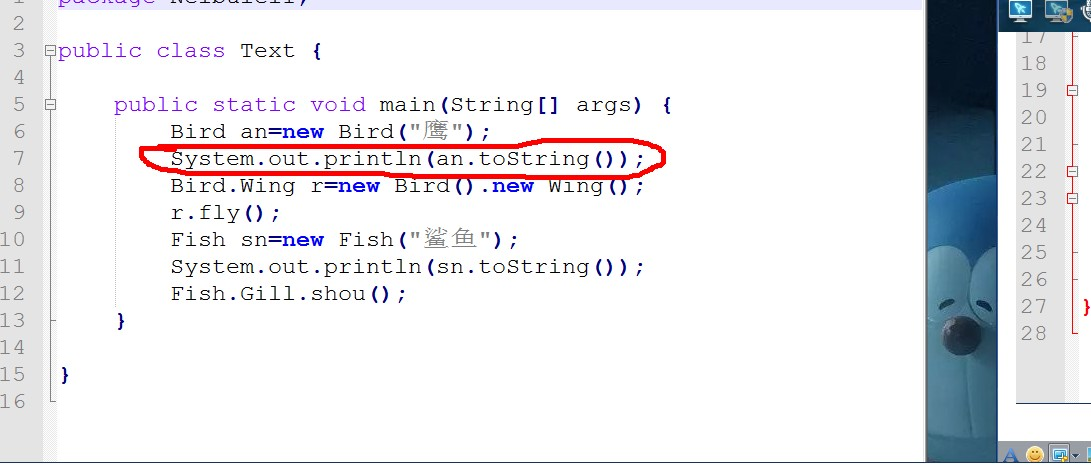 1
2
3 public class Text {
4
5 public static void main(String[] args) {
6 Bird an=new Bird("鹰");
7 System.out.println(an.toString());
8 Bird.Wing r=new Bird().new Wing();
9 r.fly();
10 Fish sn=new Fish("鲨鱼");
11 System.out.println(sn.toString());
12 Fish.Gill.shou();
13 }
14
15 }
16
17
18
19
20
21
22
23
24
25
26
27 }
28